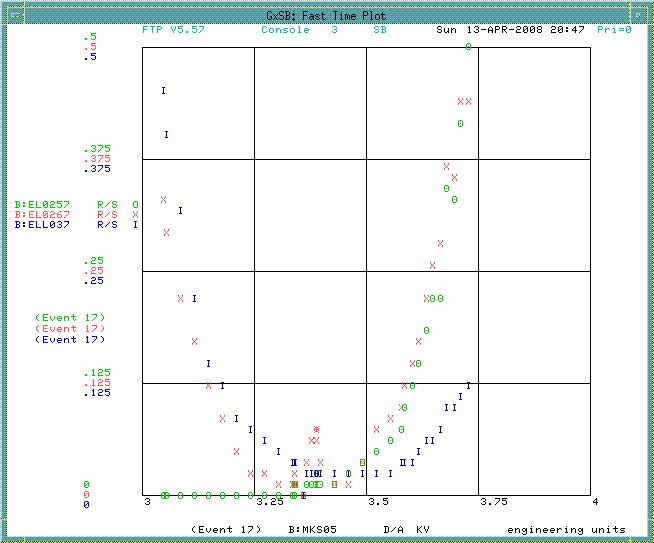 GxSB: Fast Time Plot
FTP V5.57 Console 3 SB Sun 13-APR-2008 20:47 Pri=0
.5
.5
.5
.375
.375
.375
B:EL0257 R/S O
B:EL0267 R/S X
B:ELL037 R/S I
.25
.25
.25
(Event 17)
(Event 17)
(Event 17)
.125
.125
.125
0
0
0
3 3.25 3.5 3.75 4
(Event 17) B:MKS05 D/A KV engineering units